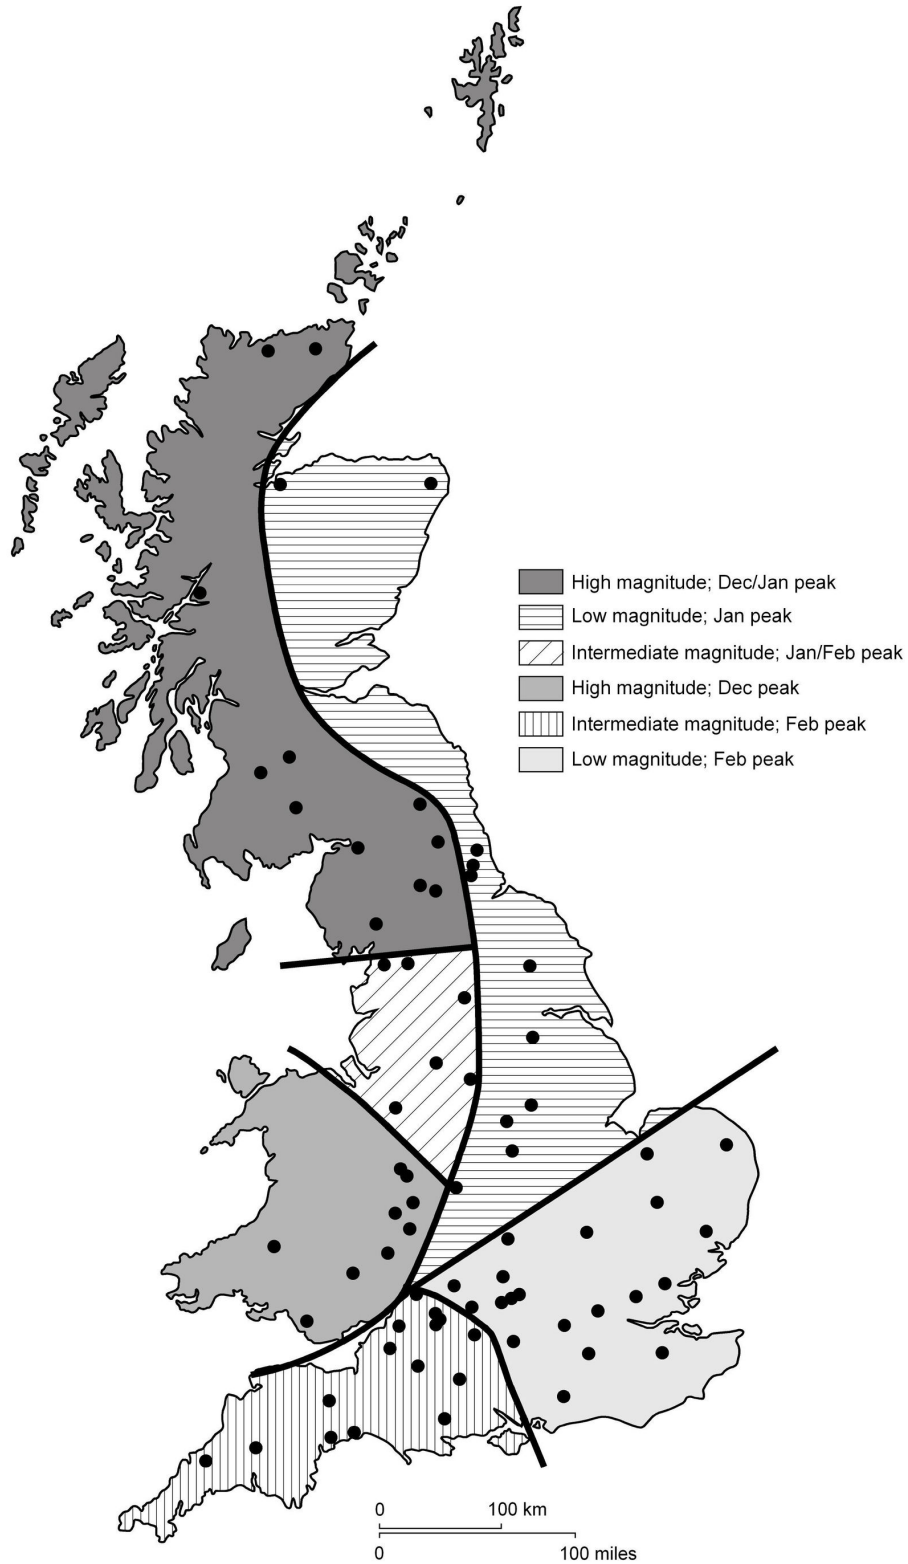 High magnitude; Dec/Jan peak
Low magnitude; Jan peak
Intermediate magnitude; Jan/Feb peak
High magnitude; Dec peak
Intermediate magnitude; Feb peak
Low magnitude; Feb peak
0 100 km
0 100 miles